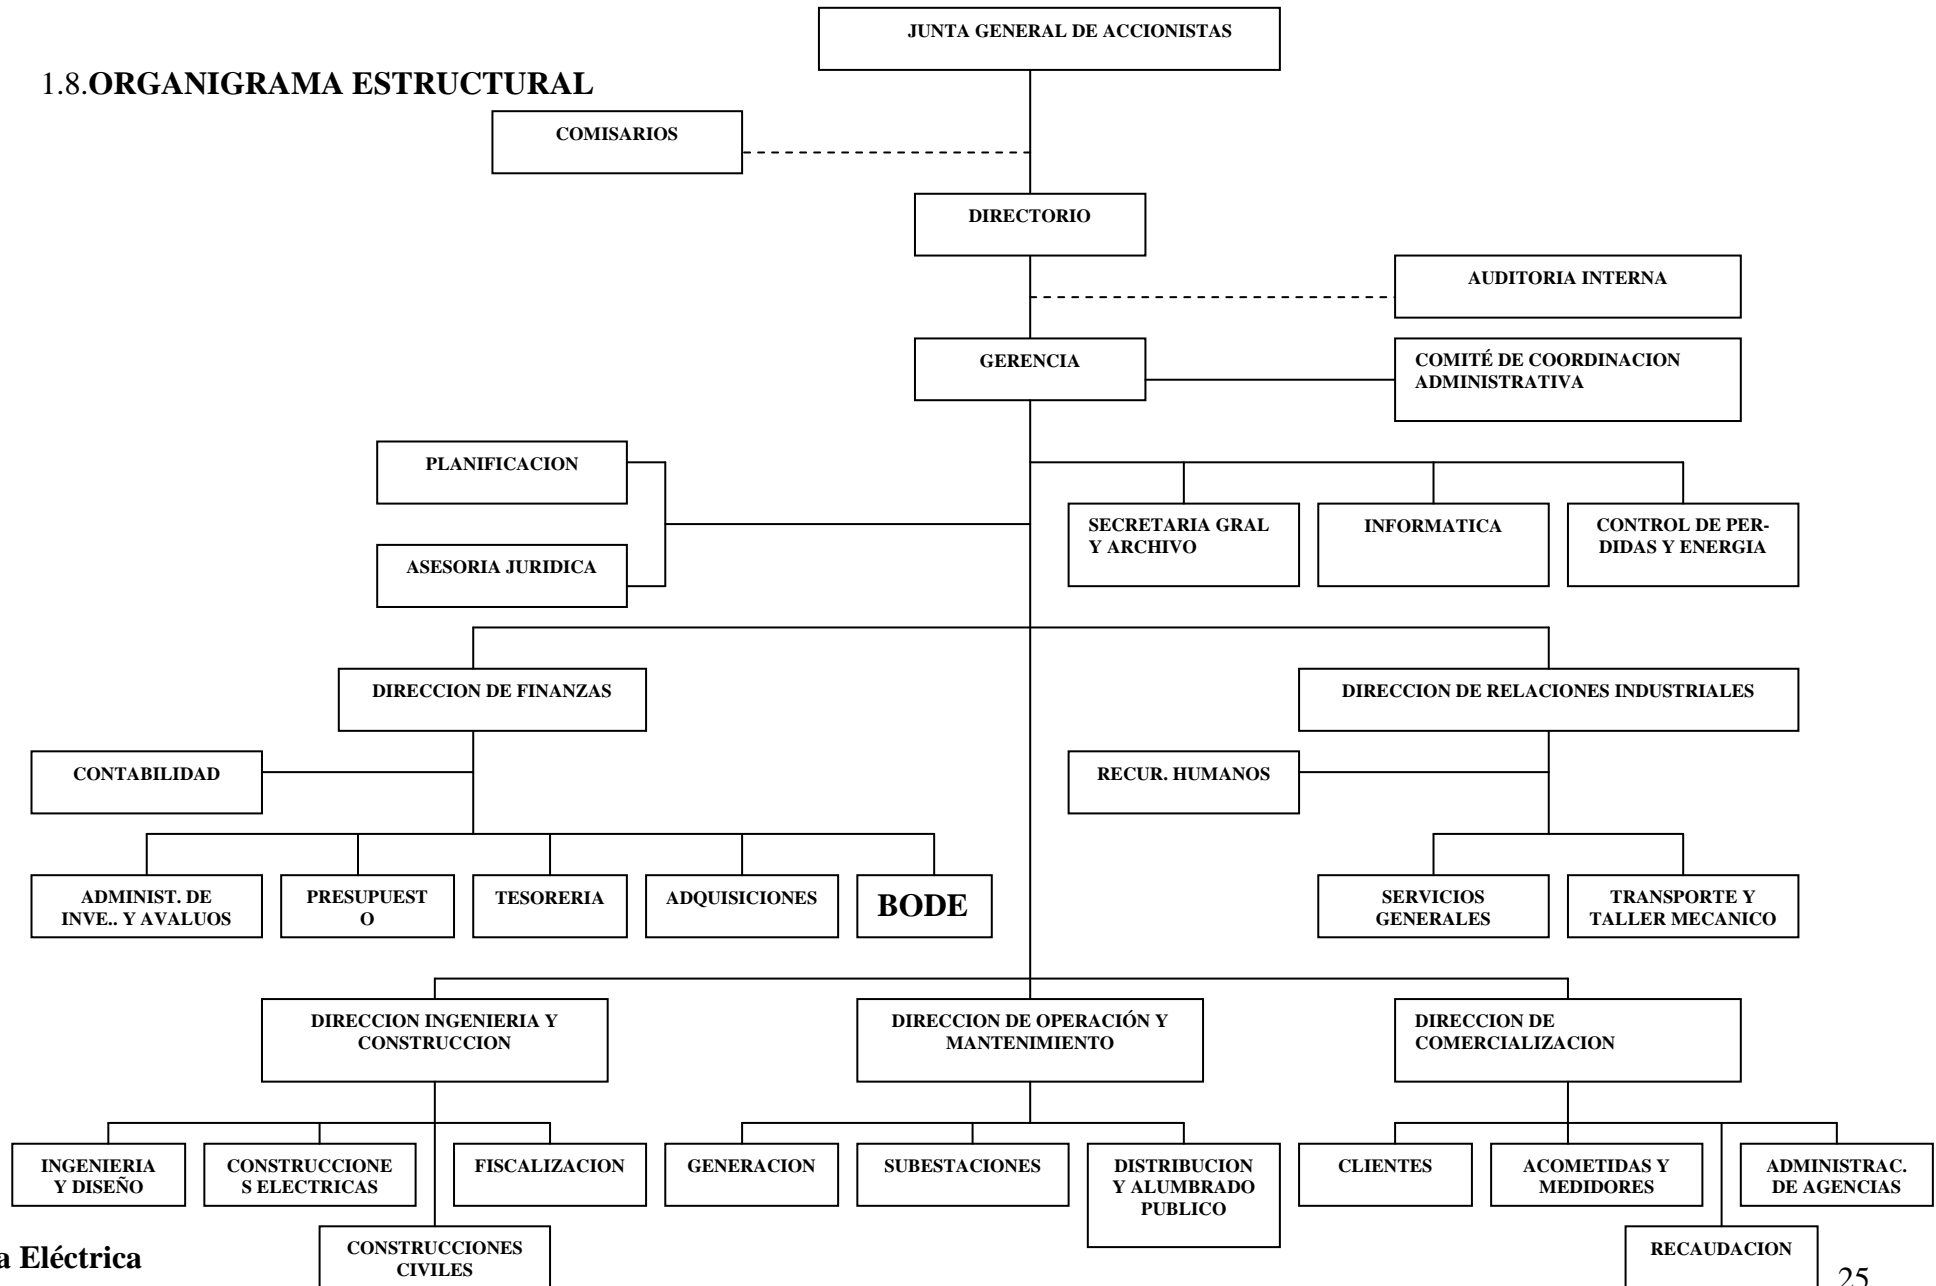 JUNTA GENERAL DE ACCIONISTAS
1.8.ORGANIGRAMA ESTRUCTURAL
COMISARIOS
DIRECTORIO
AUDITORIA INTERNA
GERENCIA
COMITÉ DE COORDINACION
ADMINISTRATIVA
PLANIFICACION
SECRETARIA GRAL
Y ARCHIVO
INFORMATICA
CONTROL DE PER-
DIDAS Y ENERGIA
ASESORIA JURIDICA
DIRECCION DE FINANZAS
DIRECCION DE RELACIONES INDUSTRIALES
CONTABILIDAD
RECUR. HUMANOS
ADMINIST. DE
INVE.. Y AVALUOS
PRESUPUEST
O
TESORERIA
ADQUISICIONES
BODE
SERVICIOS
GENERALES
TRANSPORTE Y
TALLER MECANICO
DIRECCION INGENIERIA Y
CONSTRUCCION
DIRECCION DE OPERACIÓN Y
MANTENIMIENTO
DIRECCION DE
COMERCIALIZACION
INGENIERIA
Y DISEÑO
CONSTRUCCIONE
S ELECTRICAS
FISCALIZACION
GENERACION
SUBESTACIONES
DISTRIBUCION
Y ALUMBRADO
PUBLICO
CLIENTES
ACOMETIDAS Y
MEDIDORES
ADMINISTRAC.
DE AGENCIAS
CONSTRUCCIONES
CIVILES
RECAUDACION
a Eléctrica
25